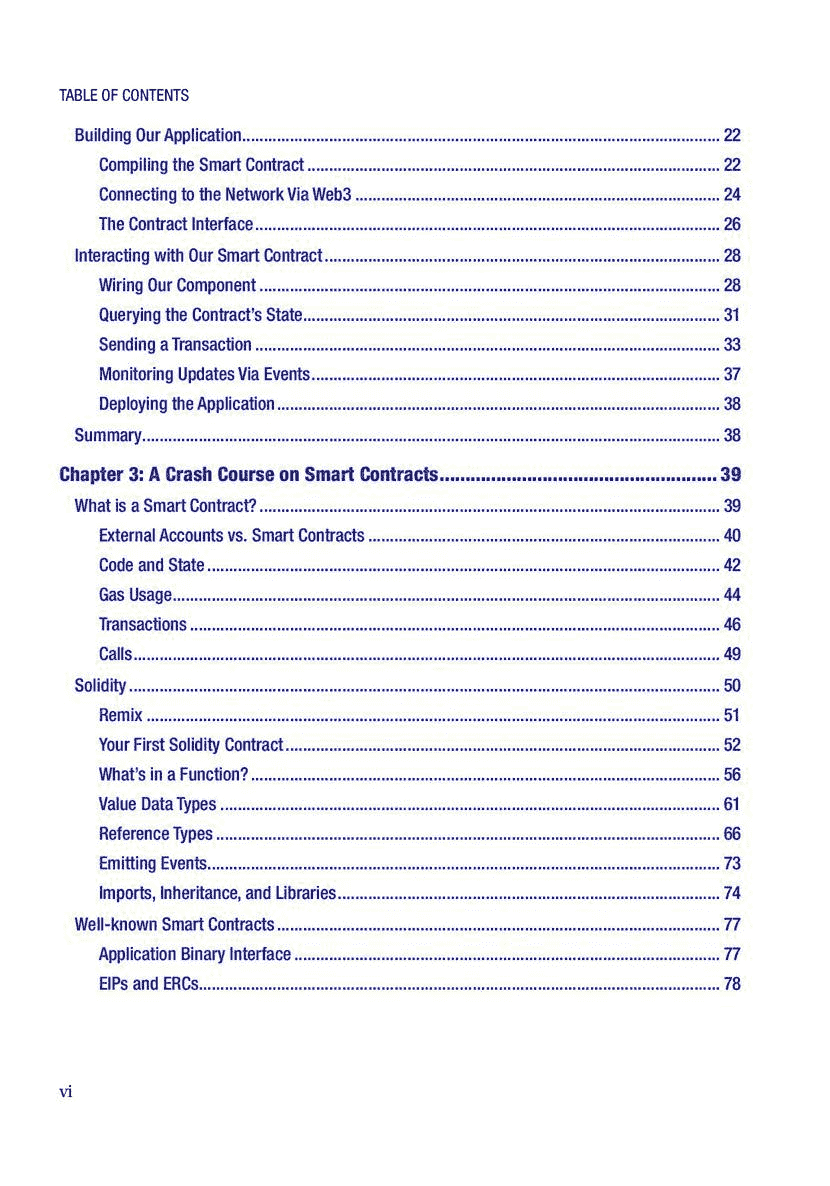 TABLE OF CONTENTS
Building Our Application.............................................................................................................. 22
Compiling the Smart Contract ............................................................................................... 22
Connecting to the Network Via Web3 .................................................................................... 24
The Contract Interface........................................................................................................... 26
Interacting with Our Smart Contract........................................................................................... 28
Wiring Our Component .......................................................................................................... 28
Querying the Contract's State................................................................................................ 31
Sending a Transaction ........................................................................................................... 33
Monitoring Updates Via Events.............................................................................................. 37
Deploying the Application...................................................................................................... 38
Summary..................................................................................................................................... 38
Chapter 3: A Crash Course on Smart Contracts...................................................... 39
What is a Smart Contract? .......................................................................................................... 39
External Accounts vs. Smart Contracts ................................................................................. 40
Code and State ...................................................................................................................... 42
Gas Usage.............................................................................................................................. 44
Transactions .......................................................................................................................... 46
Calls....................................................................................................................................... 49
Solidity ........................................................................................................................................ 50
Remix .................................................................................................................................... 51
Your First Solidity Contract.................................................................................................... 52
What's in a Function? ............................................................................................................ 56
Value Data Types ................................................................................................................... 61
Reference Types .................................................................................................................... 66
Emitting Events...................................................................................................................... 73
Imports, Inheritance, and Libraries........................................................................................ 74
Well-known Smart Contracts ...................................................................................................... 77
Application Binary Interface .................................................................................................. 77
EIPs and ERCs........................................................................................................................ 78
vi